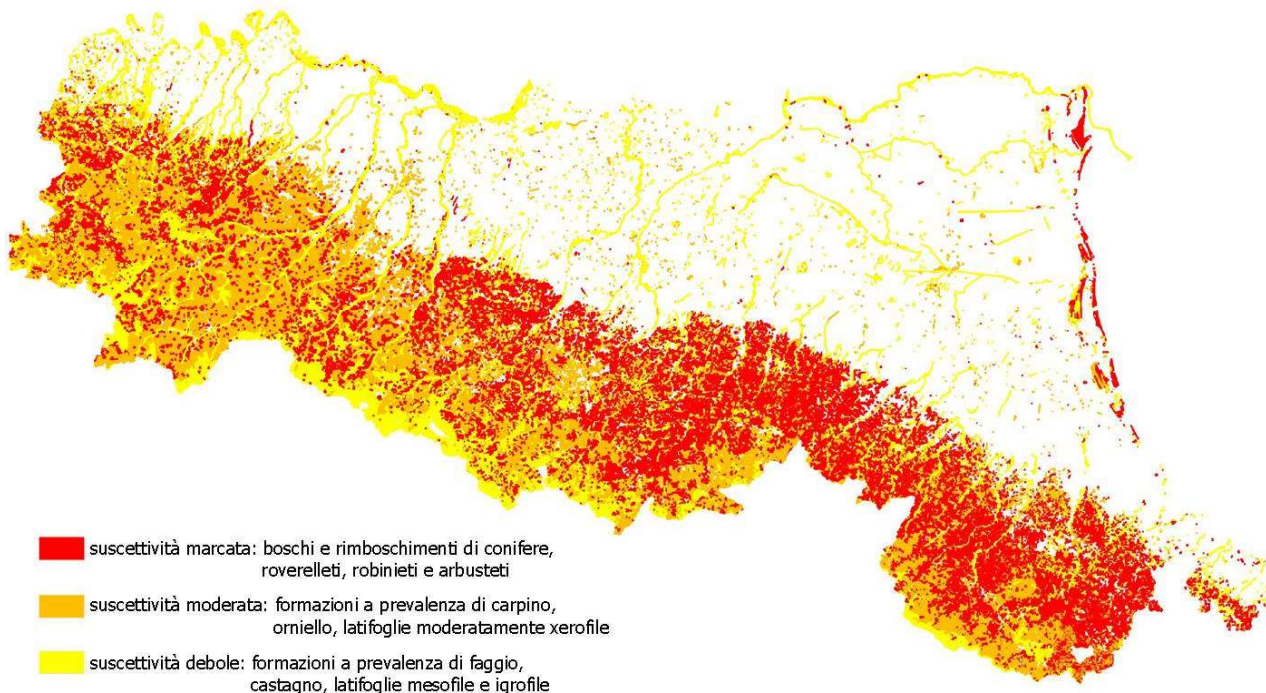 suscettività marcata: boschi e rimboschimenti di conifere,
roverelleti, robinieti e arbusteti
suscettività moderata: formazioni a prevalenza di carpino,
orniello, latifoglie moderatamente xerofile
suscettività debole: formazioni a prevalenza di faggio,
castagno, latifoglie mesofile e igrofile